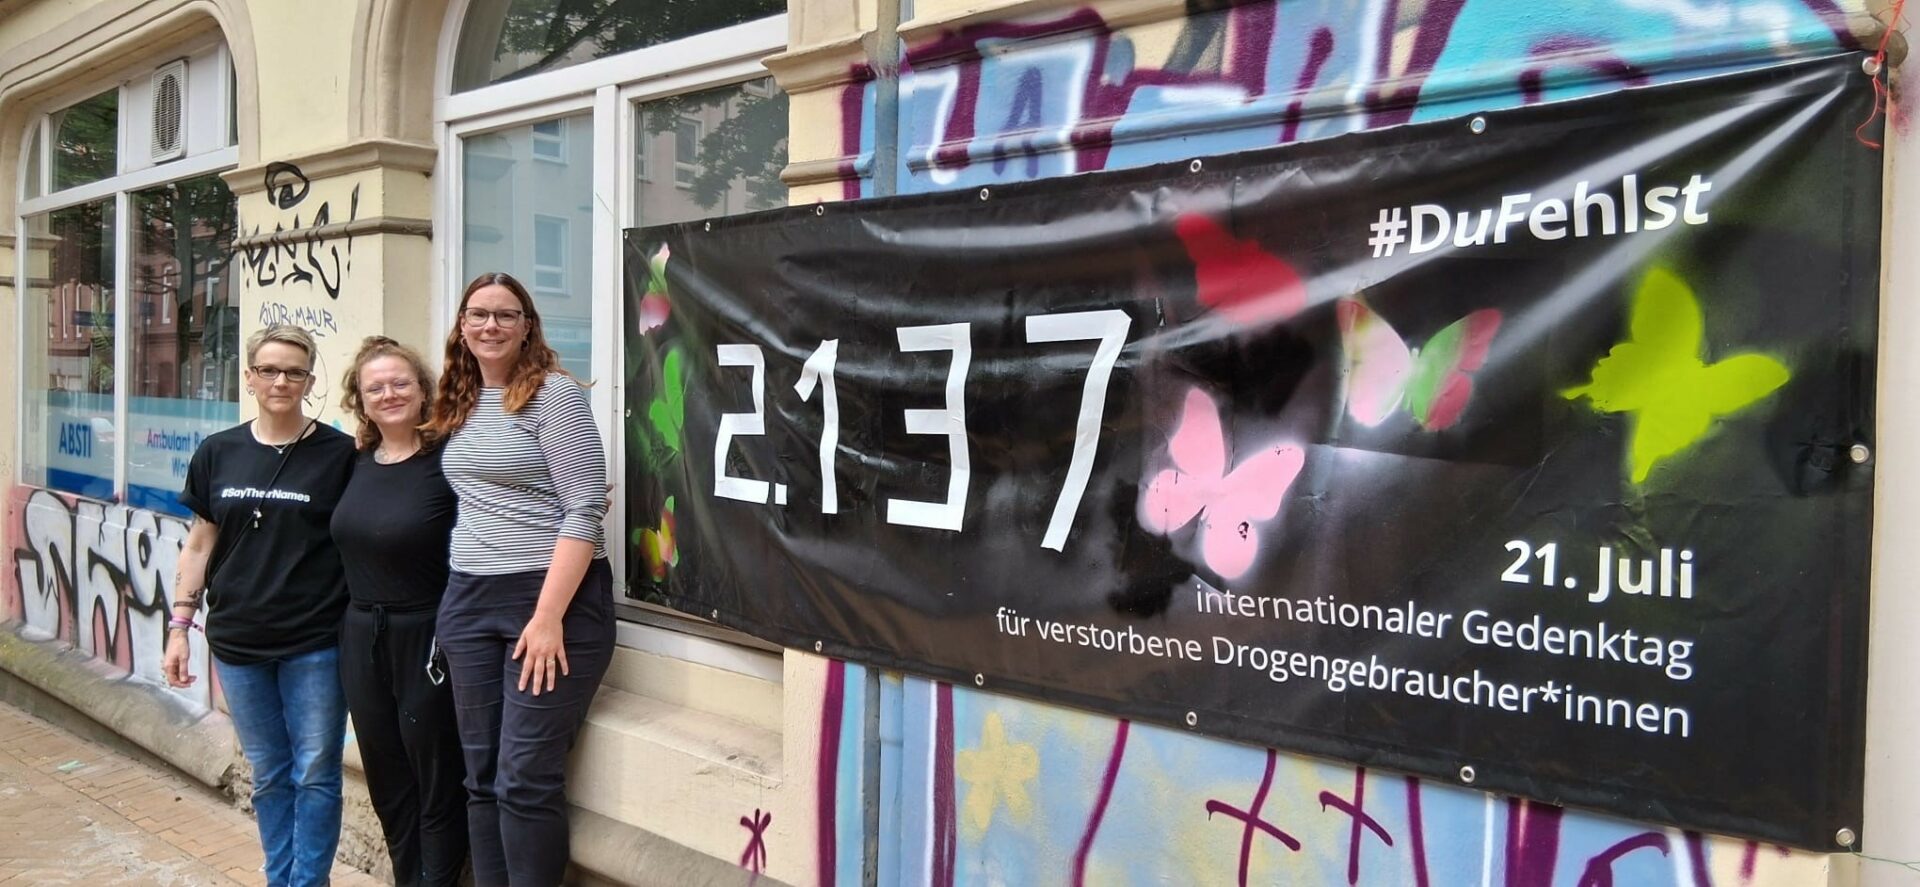 #DuFehlst
2.137
21. Juli
internationaler Gedenktag
für verstorbene Drogengebraucher*innen
#SayTheirNames
ABSTI
Ambulant